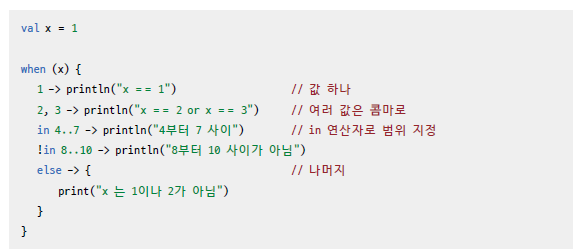 val x = 1
when (x) {
1 -> println("x == 1") // 값 하나
2, 3 -> println("x == 2 or x == 3") // 여러 값은 콤마로
in 4..7 -> println("4부터 7 사이") // in 연산자로 범위 지정
!in 8..10 -> println("8부터 10 사이가 아님")
else -> { // 나머지
print("x 는 1이나 2가 아님")
}
}